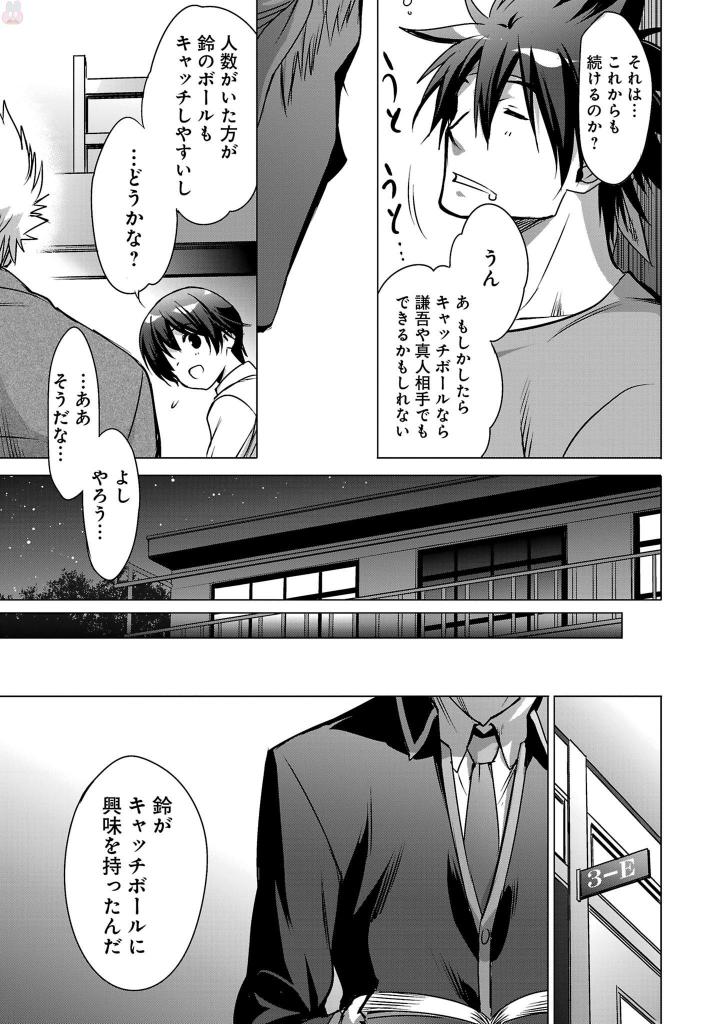 それは…
これからも
続けるのか？
うと…
うと…
うん
あ もしかしたら
キャッチボールなら
謙吾や真人相手でも
できるかもしれない
人数がいた方が
鈴のボールも
キャッチしやすいし
…どうかな？
…ああ
そうだな…
よし
やろう…
3-E
鈴が
キャッチボールに
興味を持ったんだ